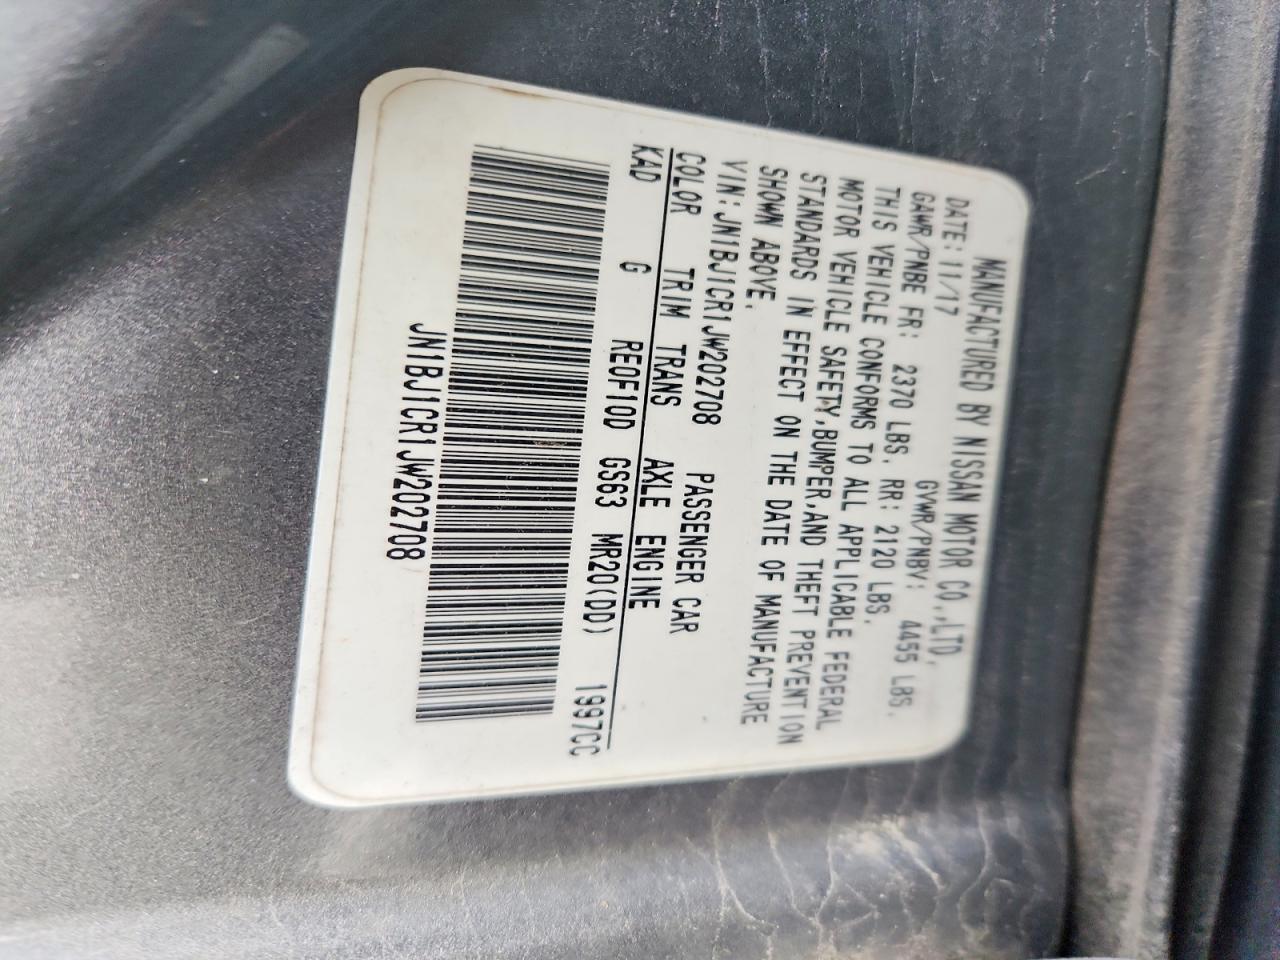 MANUFACTURED BY NISSAN MOTOR CO.,LTD.
DATE:11/17 GVWR/PNBV: 4455 LBS.
GAWR/PNBE FR: 2370 LBS. RR: 2120 LBS.
THIS VEHICLE CONFORMS TO ALL APPLICABLE FEDERAL
MOTOR VEHICLE SAFETY,BUMPER,AND THEFT PREVENTION
STANDARDS IN EFFECT ON THE DATE OF MANUFACTURE
SHOWN ABOVE.
VIN:JN1BJ1CR1JW202708 PASSENGER CAR
COLOR TRIM TRANS AXLE ENGINE
KAD G RE0F10D GS63 MR20(DD) 1997CC
JN1BJ1CR1JW202708